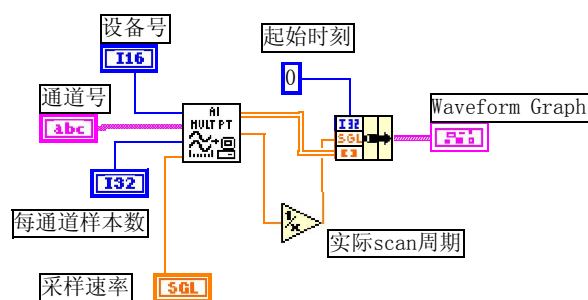 设备号
I16
起始时刻
0
通道号
abc
AI
MULT PT
I32
SGL
Waveform Graph
I32
每通道样本数
1/x
实际scan周期
采样速率
SGL